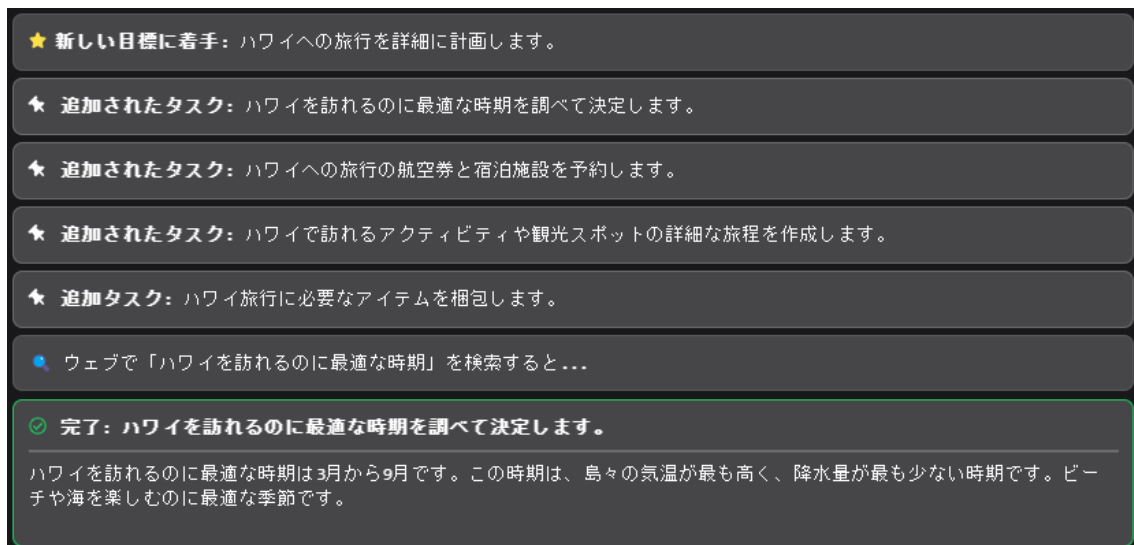 新しい目標に着手: ハワイへの旅行を詳細に計画します。
追加されたタスク: ハワイを訪れるのに最適な時期を調べて決定します。
追加されたタスク: ハワイへの旅行の航空券と宿泊施設を予約します。
追加されたタスク: ハワイで訪れるアクティビティや観光スポットの詳細な旅程を作成します。
追加タスク: ハワイ旅行に必要なアイテムを梱包します。
ウェブで「ハワイを訪れるのに最適な時期」を検索すると...
完了: ハワイを訪れるのに最適な時期を調べて決定します。
ハワイを訪れるのに最適な時期は3月から9月です。この時期は、島々の気温が最も高く、降水量が最も少ない時期です。ビー
チや海を楽しむのに最適な季節です。